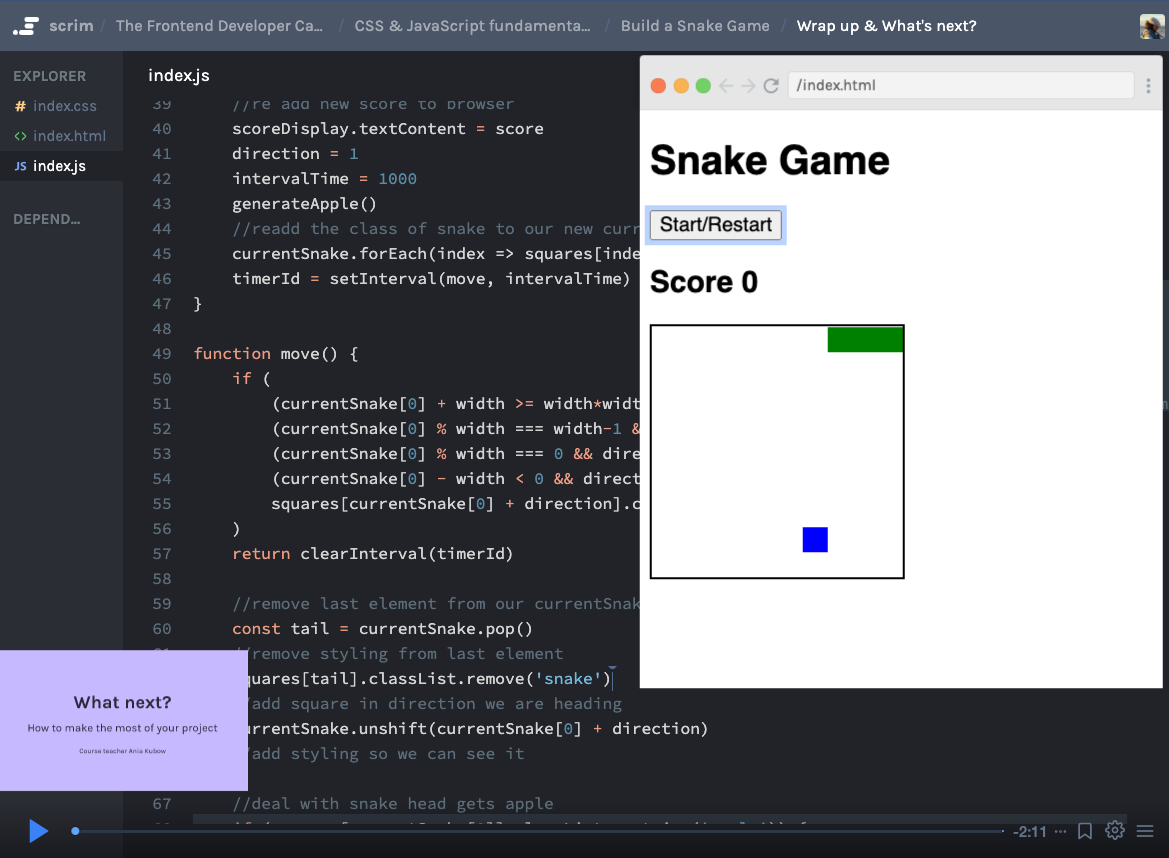 scrim / The Frontend Developer Ca... / CSS & JavaScript fundamenta... / Build a Snake Game / Wrap up & What's next?
EXPLORER
# index.css
<> index.html
JS index.js
DEPEND...
index.js
39 //re add new score to browser
40 scoreDisplay.textContent = score
41 direction = 1
42 intervalTime = 1000
43 generateApple()
44 //readd the class of snake to our new curr
45 currentSnake.forEach(index => squares[inde
46 timerId = setInterval(move, intervalTime)
47 }
48
49 function move() {
50 if (
51 (currentSnake[0] + width >= width*widt
52 (currentSnake[0] % width === width-1 &
53 (currentSnake[0] % width === 0 && dire
54 (currentSnake[0] - width < 0 && direct
55 squares[currentSnake[0] + direction].c
56 )
57 return clearInterval(timerId)
58
59 //remove last element from our currentSnak
60 const tail = currentSnake.pop()
/remove styling from last element
quares[tail].classList.remove('snake')
/add square in direction we are heading
urrentSnake.unshift(currentSnake[0] + direction)
/add styling so we can see it
67 //deal with snake head gets apple
/index.html
Snake Game
Start/Restart
Score 0
What next?
How to make the most of your project
Course teacher Ania Kubow
-2:11